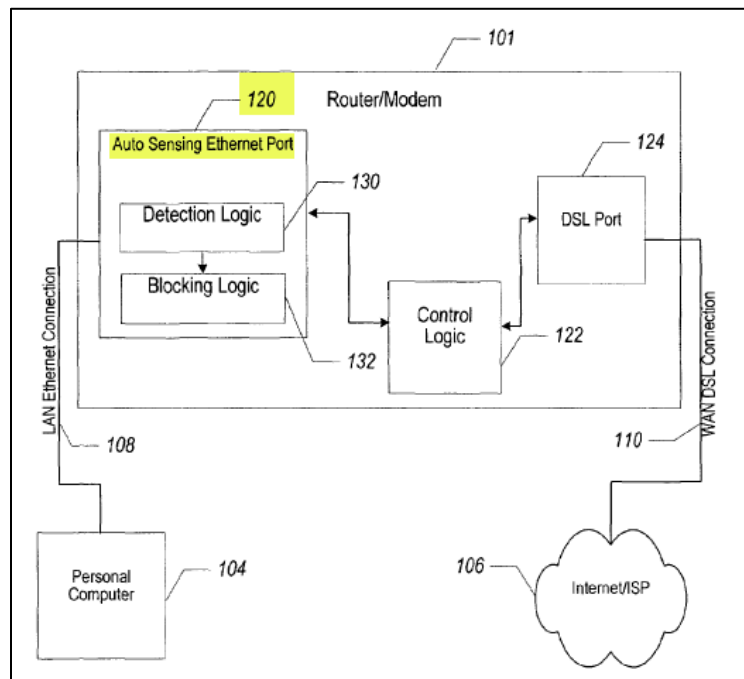 101
120
Router/Modem
Auto Sensing Ethernet Port
124
130
Detection Logic
DSL Port
Blocking Logic
Control
Logic
132
122
LAN Ethernet Connection
WAN DSL Connection
108
110
Personal
Computer
104
106
Internet/ISP